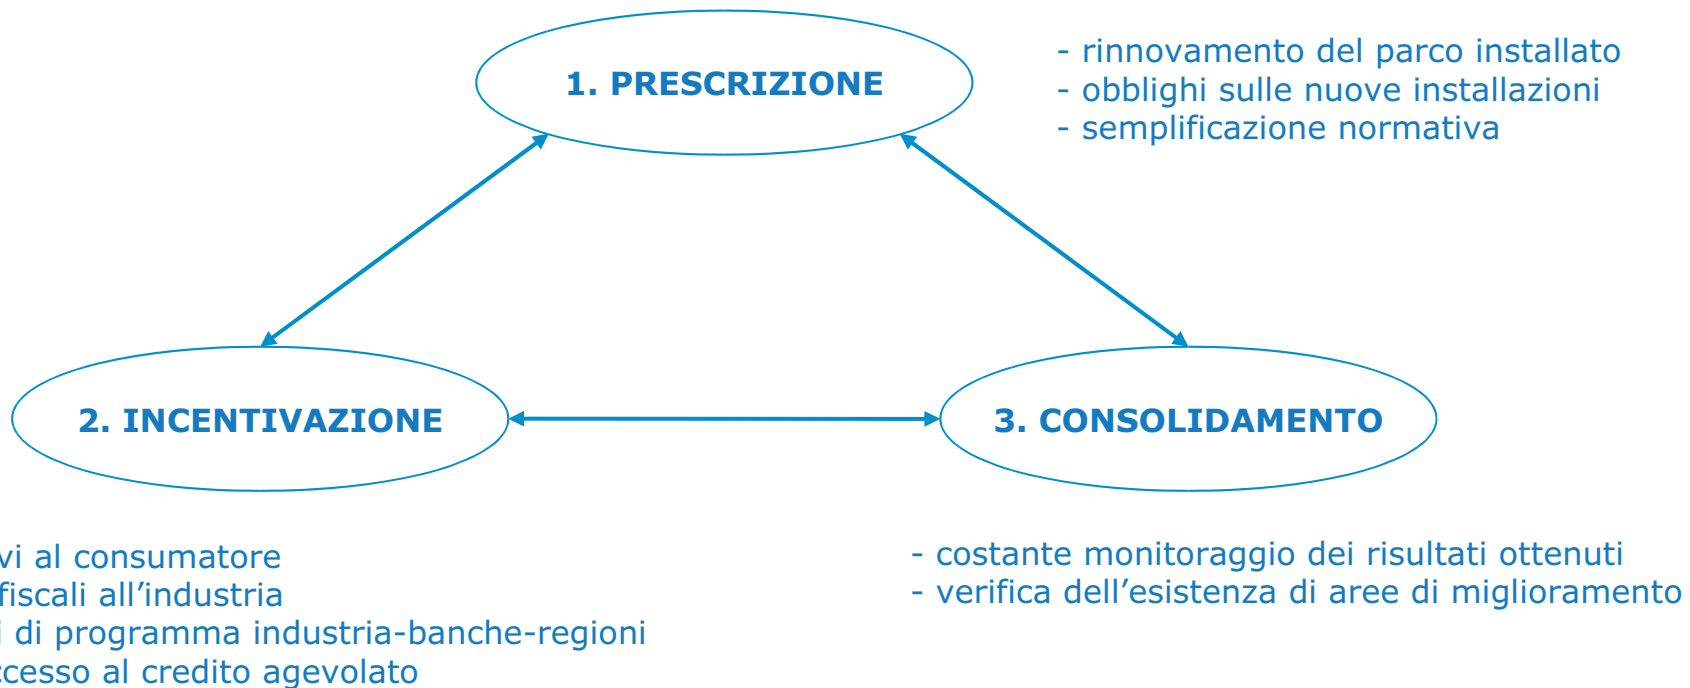 1. PRESCRIZIONE
- rinnovamento del parco installato
- obblighi sulle nuove installazioni
- semplificazione normativa
2. INCENTIVAZIONE
3. CONSOLIDAMENTO
al consumatore
fiscali all’industria
di programma industria-banche-regioni
al credito agevolato
- costante monitoraggio dei risultati ottenuti
- verifica dell’esistenza di aree di miglioramento